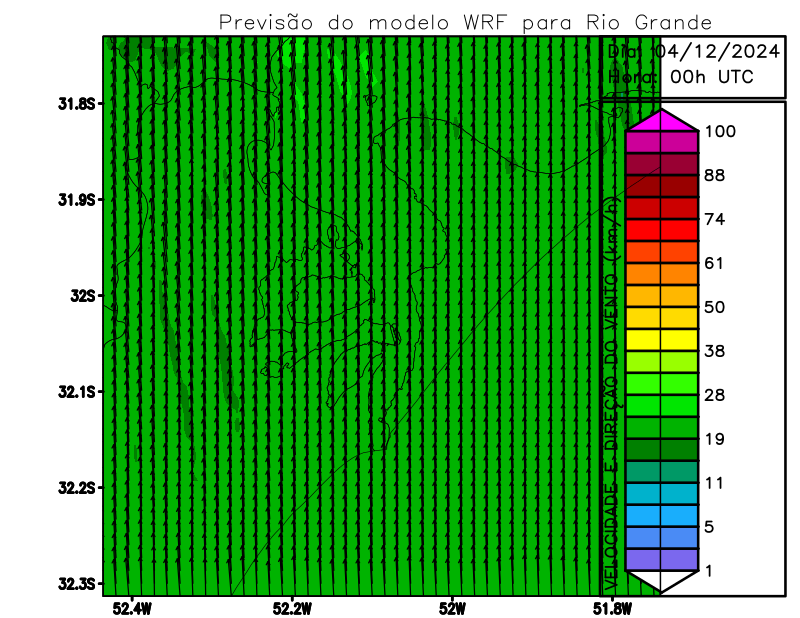 Previsão do modelo WRF para Rio Grande
Dia: 04/12/2024
Hora: 00h UTC
31.8S
31.9S
32S
32.1S
32.2S
32.3S
52.4W
52.2W
52W
51.8W
VELOCIDADE E DIREÇÃO DO VENTO (km/h)
100
88
74
61
50
38
28
19
11
5
1